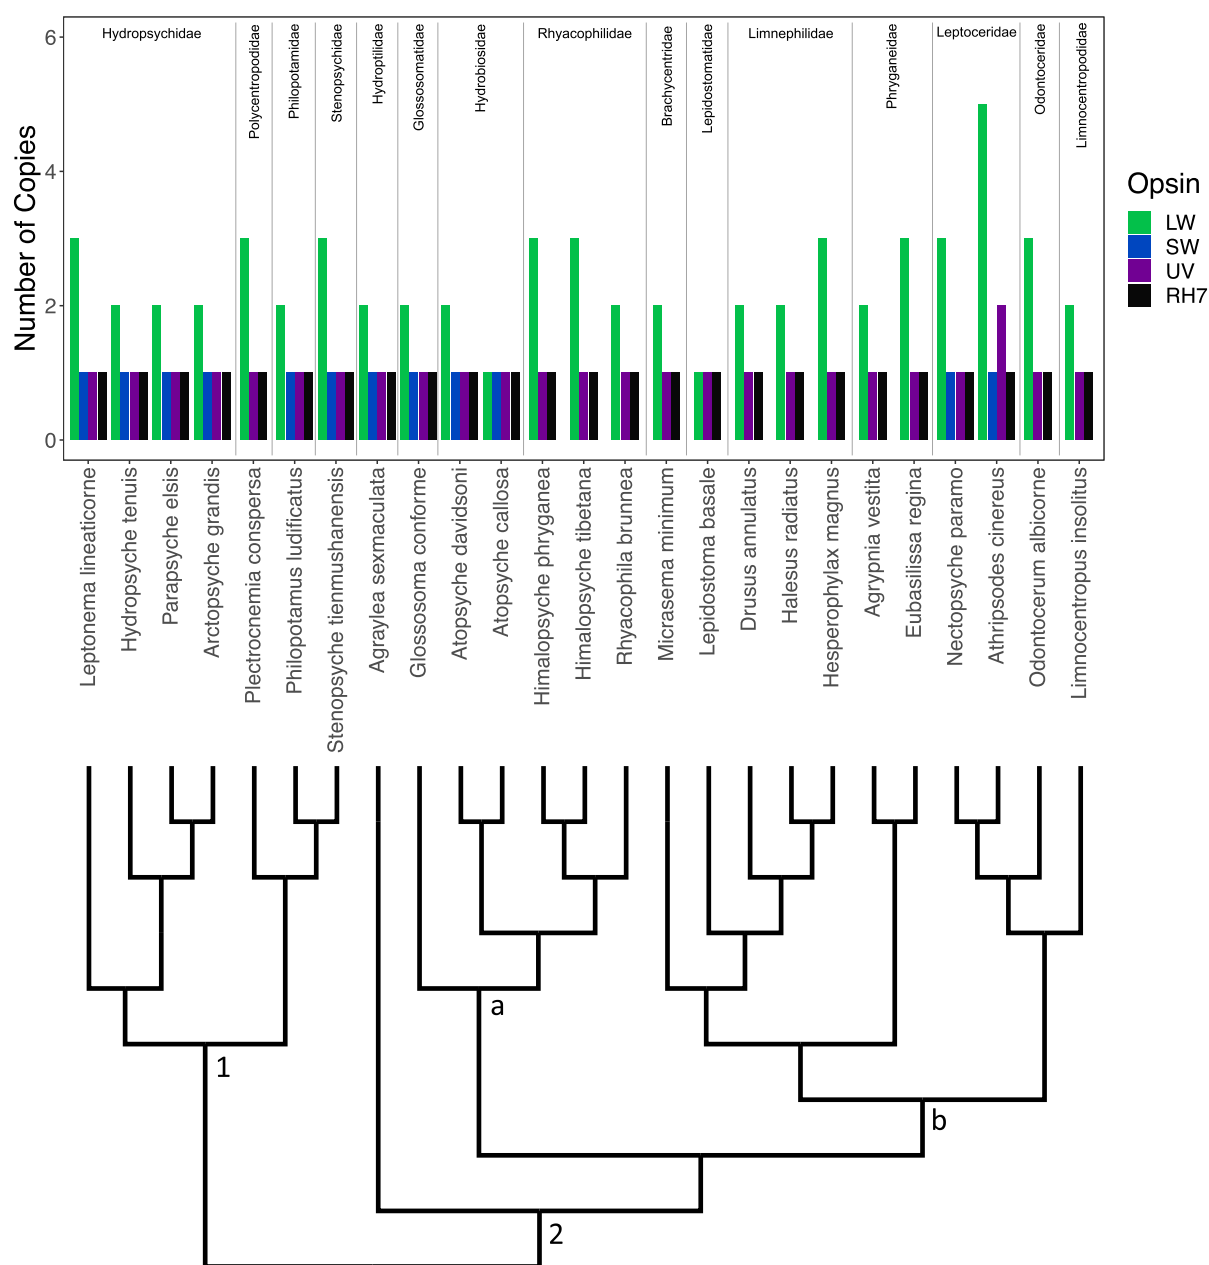 Hydropsychidae
Polycentropodidae
Philopotamidae
Stenopsychidae
Hydroptilidae
Glossosomatidae
Hydrobiosidae
Rhyacophilidae
Brachycentridae
Lepidostomatidae
Limnephilidae
Phryganeidae
Leptoceridae
Odontoceridae
Limnocentropodidae
Number of Copies
6
4
2
0
Opsin
LW
SW
UV
RH7
Leptonema lineaticorne
Hydropsyche tenuis
Parapsyche elsis
Arctopsyche grandis
Plectrocnemia conspersa
Philopotamus ludificatus
Stenopsyche tienmushanensis
Agraylea sexmaculata
Glossosoma conforme
Atopsyche davidsoni
Atopsyche callosa
Himalopsyche phryganea
Himalopsyche tibetana
Rhyacophila brunnea
Micrasema minimum
Lepidostoma basale
Drusus annulatus
Halesus radiatus
Hesperophylax magnus
Agrypnia vestita
Eubasilissa regina
Nectopsyche paramo
Athripsodes cinereus
Odontocerum albicorne
Limnocentropus insolitus
a
1
b
2